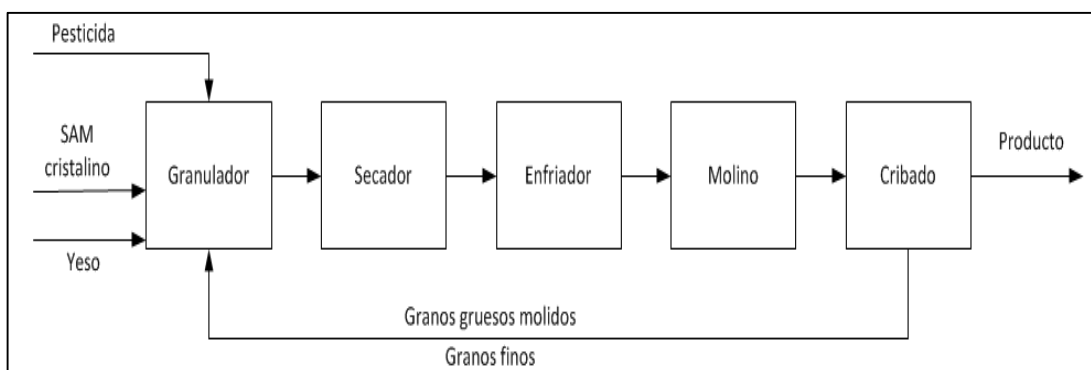 Pesticida
SAM
cristalino
Yeso
Granulador
Secador
Enfriador
Molino
Cribado
Producto
Granos gruesos molidos
Granos finos